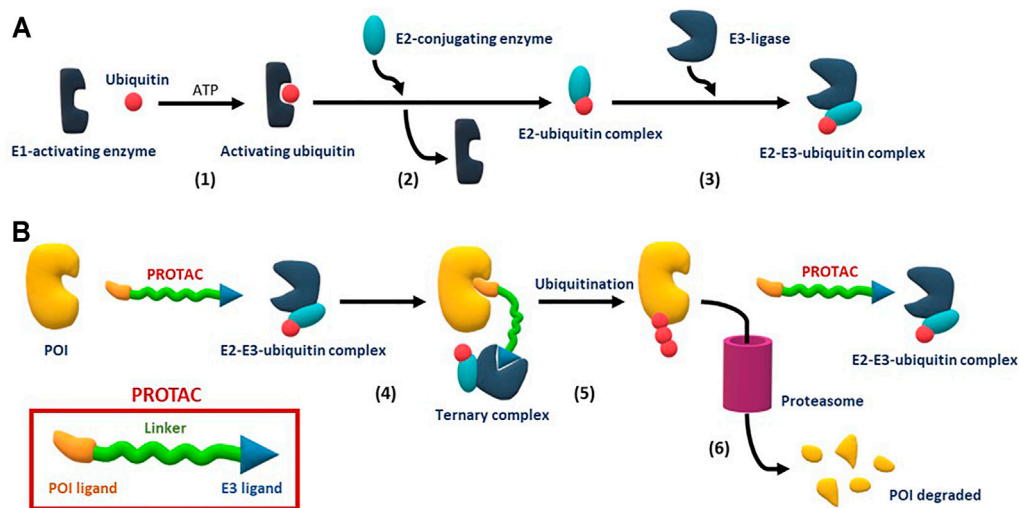 A
E2-conjugating enzyme
E3-ligase
Ubiquitin
ATP
E1-activating enzyme
Activating ubiquitin
E2-ubiquitin complex
E2-E3-ubiquitin complex
(1)
(2)
(3)
B
PROTAC
Ubiquitination
PROTAC
POI
E2-E3-ubiquitin complex
E2-E3-ubiquitin complex
(4)
Ternary complex
(5)
Proteasome
(6)
POI degraded
PROTAC
Linker
POI ligand
E3 ligand